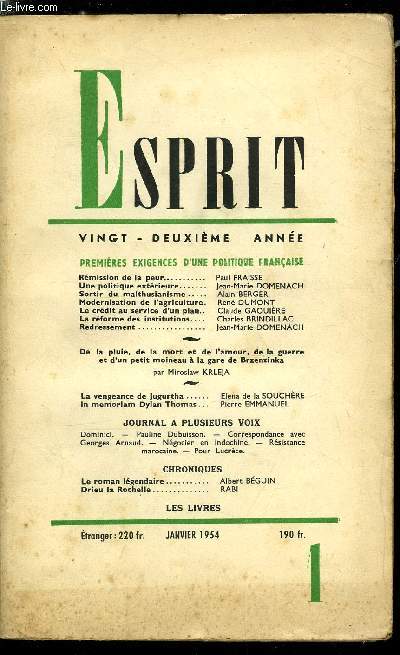 © Le-livre.com
ESPRIT
VINGT - DEUXIÈME ANNÉE
PREMIÈRES EXIGENCES D'UNE POLITIQUE FRANÇAISE
Rémission de la peur.......... Paul FRAISSE
Une politique extérieure....... Jean-Marie DOMENACH
Sortir du malthusianisme..... Alain BERGER
Modernisation de l'agriculture. René DUMONT
Le crédit au service d'un plan.. Claude GAQUIÈRE
La réforme des institutions.... Charles BRINDILLAC
Redressement................ Jean-Marie DOMENACH
De la pluie, de la mort et de l'amour, de la guerre
et d'un petit moineau à la gare de Brzenzinka
par Miroslaw KRLEJA
La vengeance de Jugurtha...... Elena de la SOUCHÈRE
In memoriam Dylan Thomas... Pierre EMMANUEL
JOURNAL A PLUSIEURS VOIX
Dominici. — Pauline Dubuisson. — Correspondance avec
Georges Arnaud. — Négocier en Indochine. — Résistance
marocaine. — Pour Lucrèce.
CHRONIQUES
Le roman légendaire........... Albert BÉGUIN
Drieu la Rochelle.............. RABI
LES LIVRES
Étranger : 220 fr. JANVIER 1954 190 fr.
1